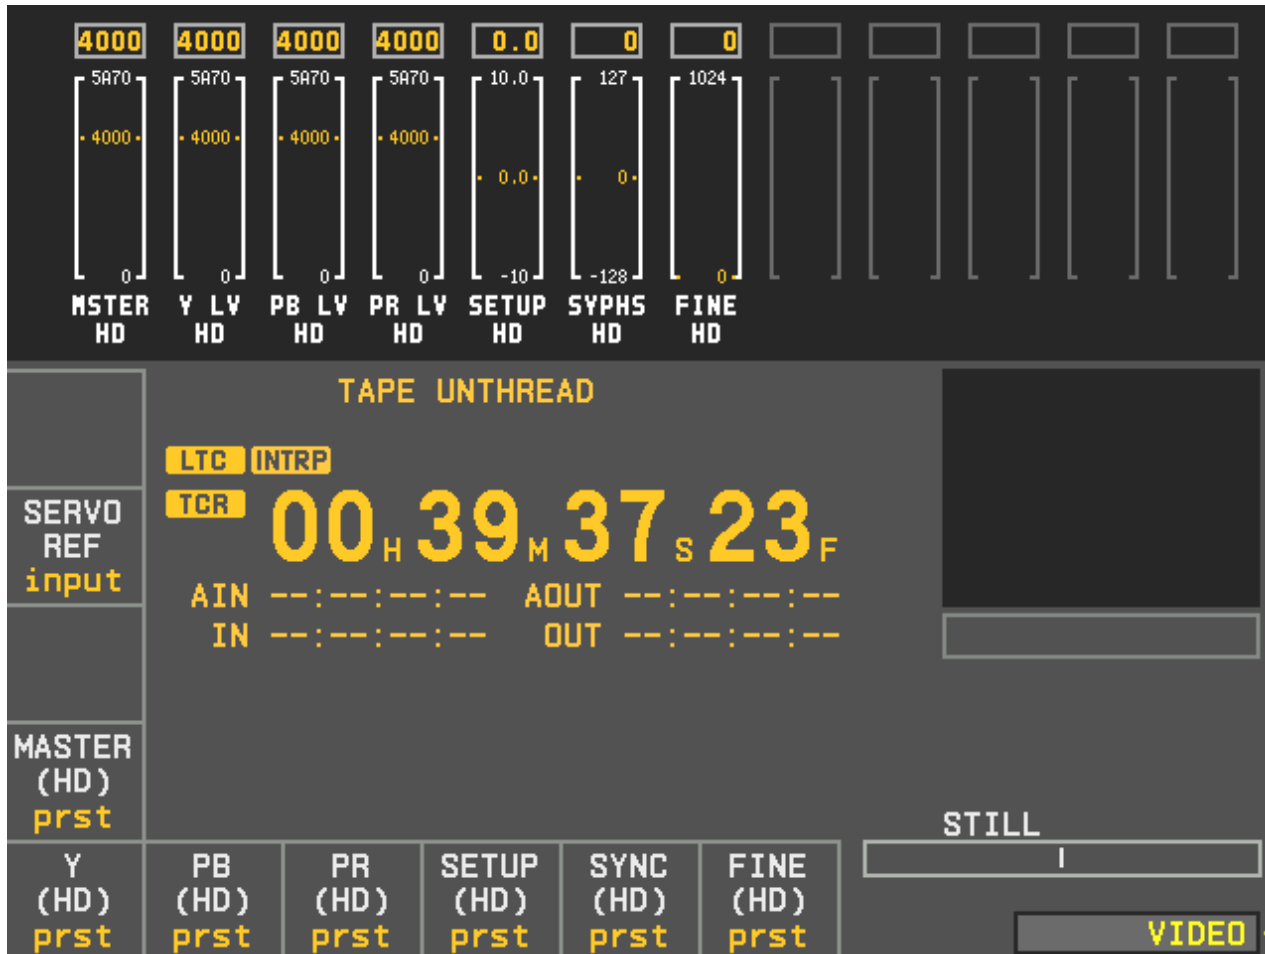 4000 4000 4000 4000 0.0 0 0
5A70 5A70 5A70 5A70 10.0 127 1024
4000 4000 4000 4000
0.0 0
0 0 0 0 -10 -128 0
MSTER Y LV PB LV PR LV SETUP SYPHS FINE
HD HD HD HD HD HD HD
TAPE UNTHREAD
LTC INTRP
TCR 00H 39M 37S 23F
SERVO
REF
input
AIN --:--:--:-- AOUT --:--:--:--
IN --:--:--:-- OUT --:--:--:--
MASTER
(HD)
prst
STILL
Y PB PR SETUP SYNC FINE
(HD) (HD) (HD) (HD) (HD) (HD)
prst prst prst prst prst prst
VIDEO